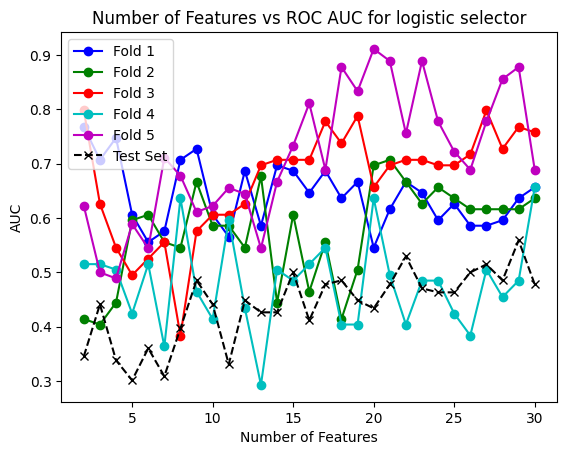 Number of Features vs ROC AUC for logistic selector
Fold 1
Fold 2
Fold 3
Fold 4
Fold 5
Test Set
AUC
0.9
0.8
0.7
0.6
0.5
0.4
0.3
5
10
15
20
25
30
Number of Features